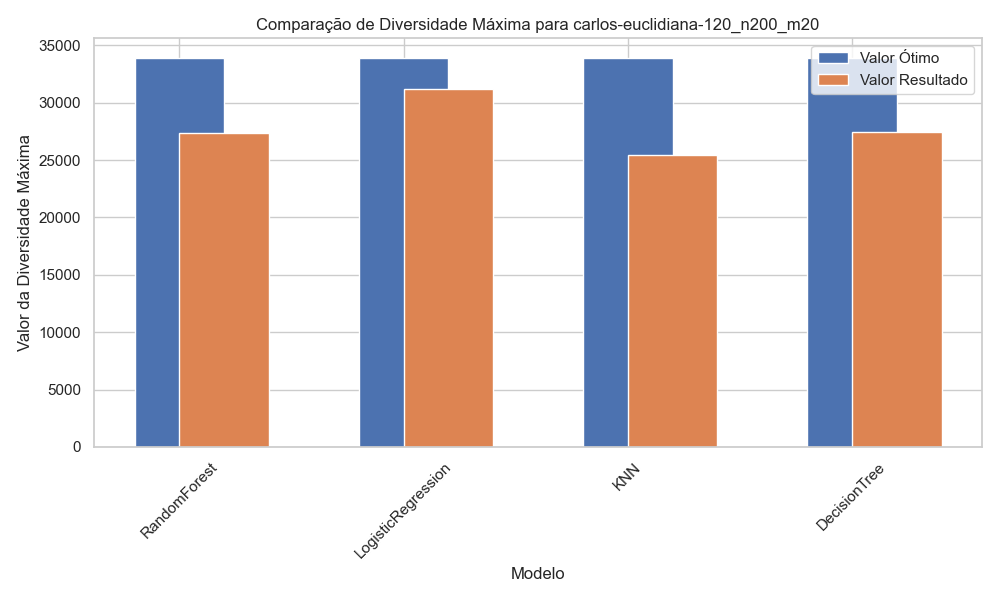 Comparação de Diversidade Máxima para carlos-euclidiana-120_n200_m20
Valor Ótimo
Valor Resultado
Valor da Diversidade Máxima
35000
30000
25000
20000
15000
10000
5000
0
RandomForest
LogisticRegression
KNN
DecisionTree
Modelo